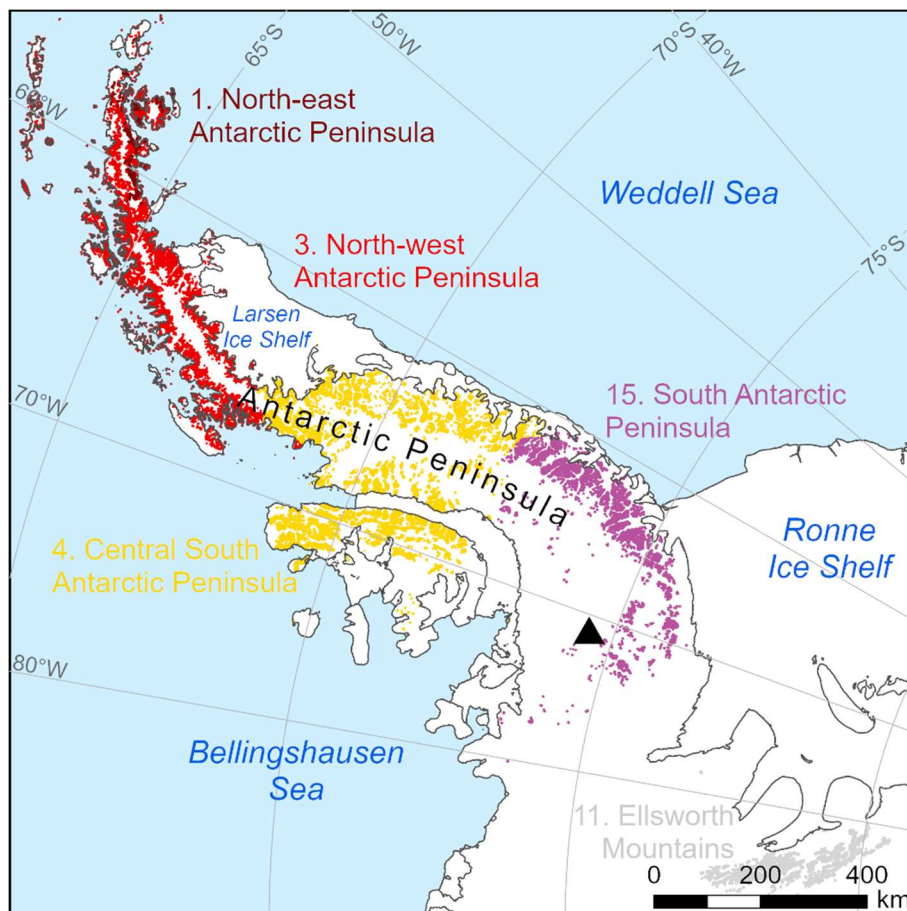 50°W
65°S
70°S
40°W
60°W
1. North-east
Antarctic Peninsula
Weddell Sea
3. North-west
Antarctic Peninsula
75°S
Larsen
Ice Shelf
15. South Antarctic
Peninsula
70°W
Antarctic Peninsula
Ronne
Ice Shelf
4. Central South
Antarctic Peninsula
80°W
Bellingshausen
Sea
11. Ellsworth
Mountains
0 200 400
km